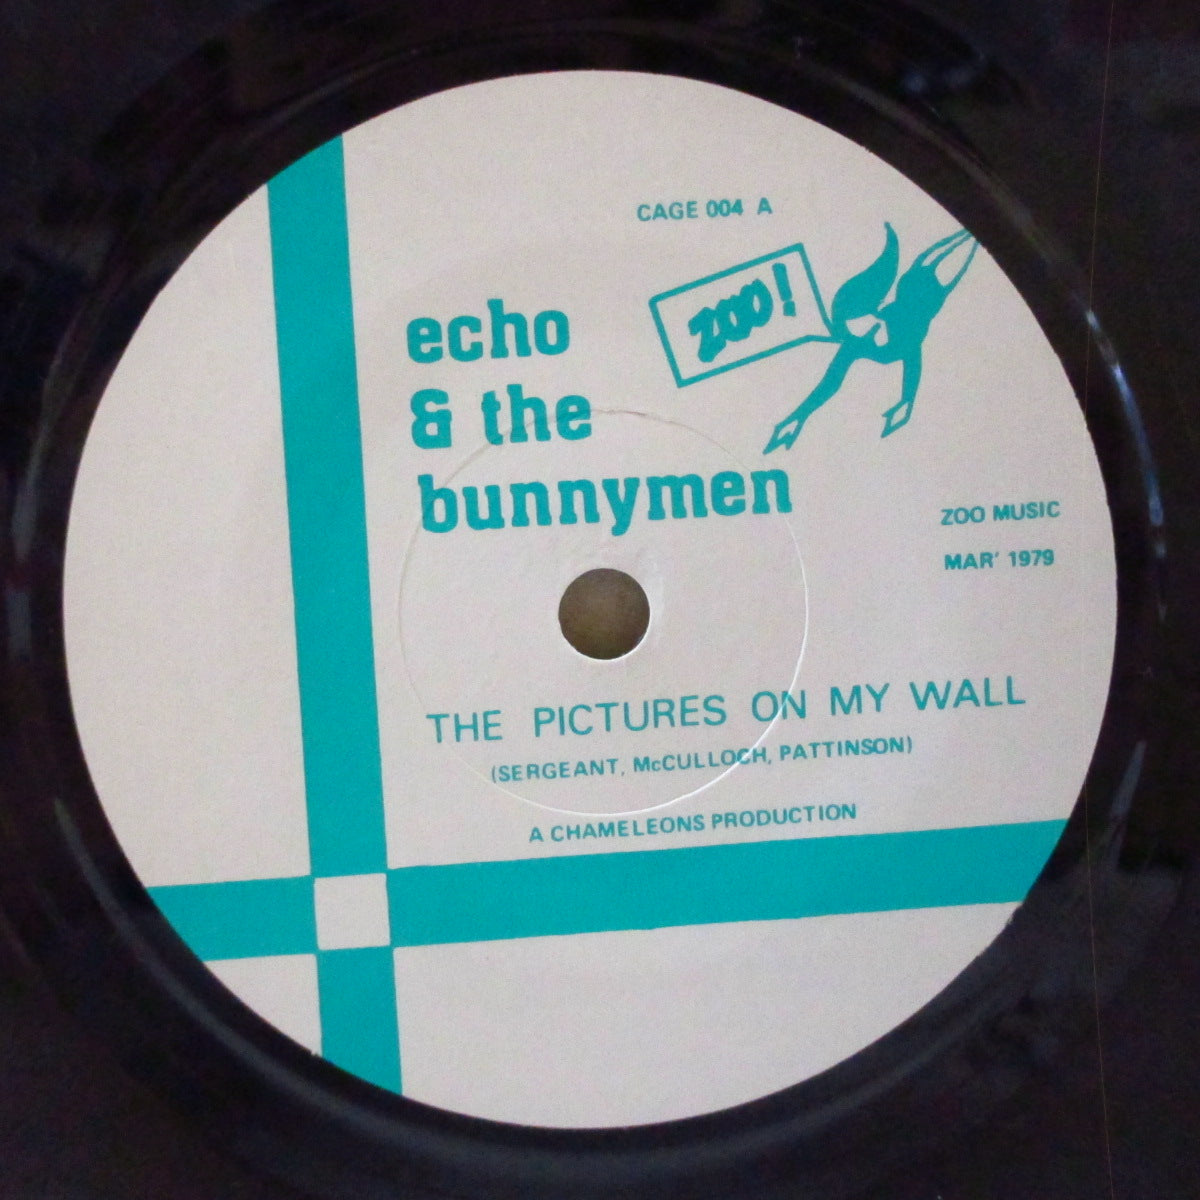 CAGE 004 A
ZOO!
echo
& the
bunnymen
ZOO MUSIC
MAR' 1979
THE PICTURES ON MY WALL
(SERGEANT, McCULLOCH, PATTINSON)
A CHAMELEONS PRODUCTION